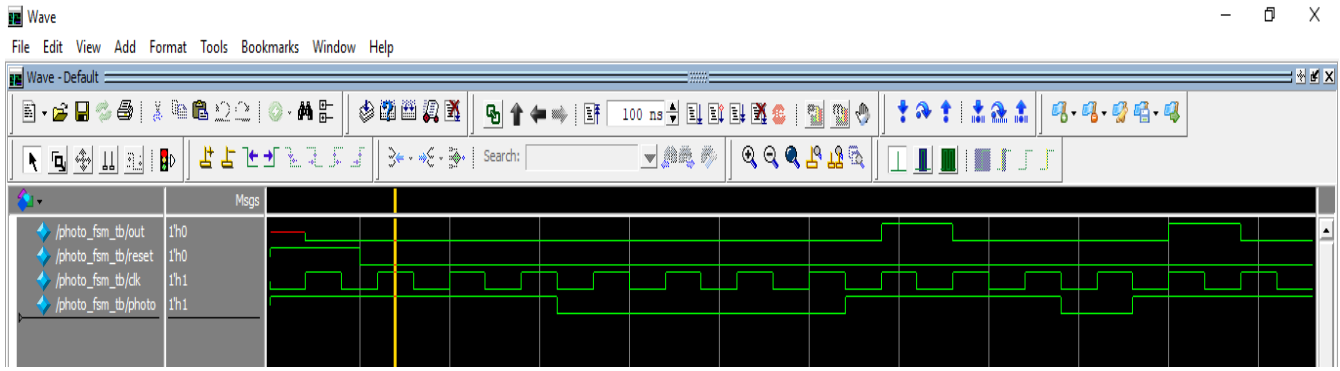 Wave
File Edit View Add Format Tools Bookmarks Window Help
Wave - Default
100 ns
Search:
Msgs
/photo_fsm_tb/out 1'h0
/photo_fsm_tb/reset 1'h0
/photo_fsm_tb/clk 1'h1
/photo_fsm_tb/photo 1'h1